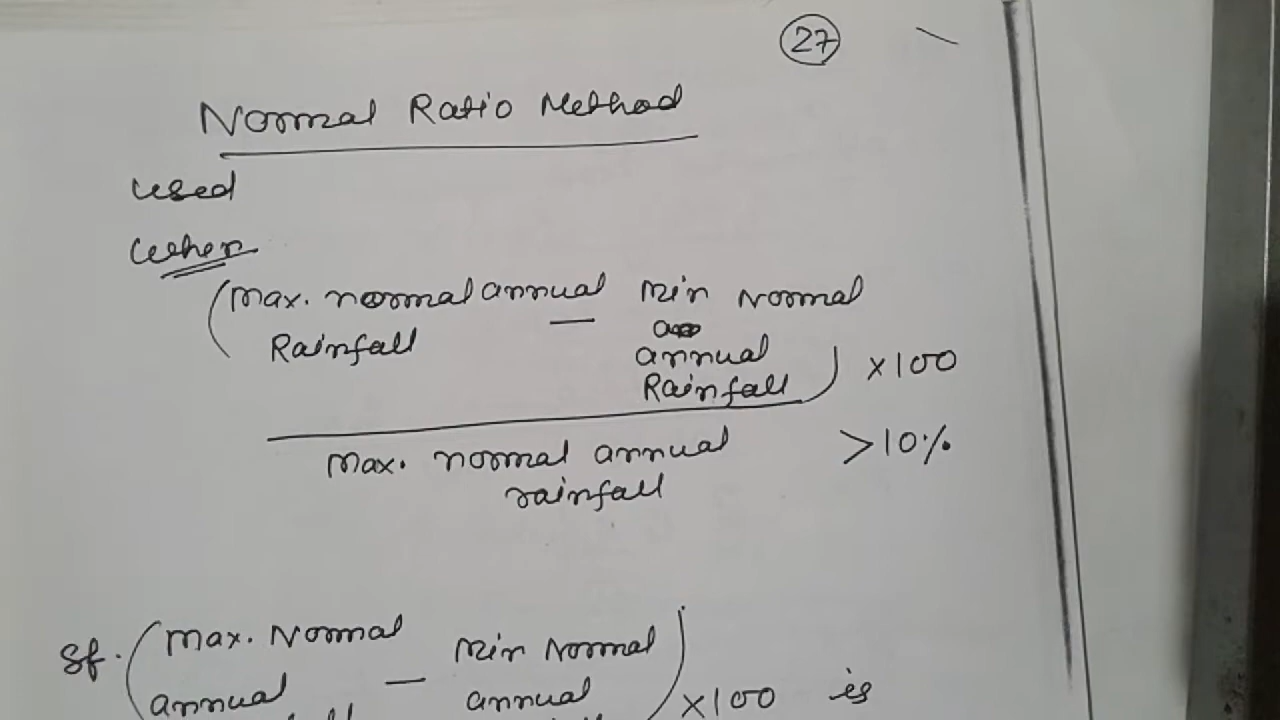 27
Normal Ratio Method
used
when
(Max. normal annual Rainfall − Min Normal annual Rainfall) ×100
Max. normal annual rainfall
>10%
If. (Max. Normal annual − Min Normal annual) ×100 is